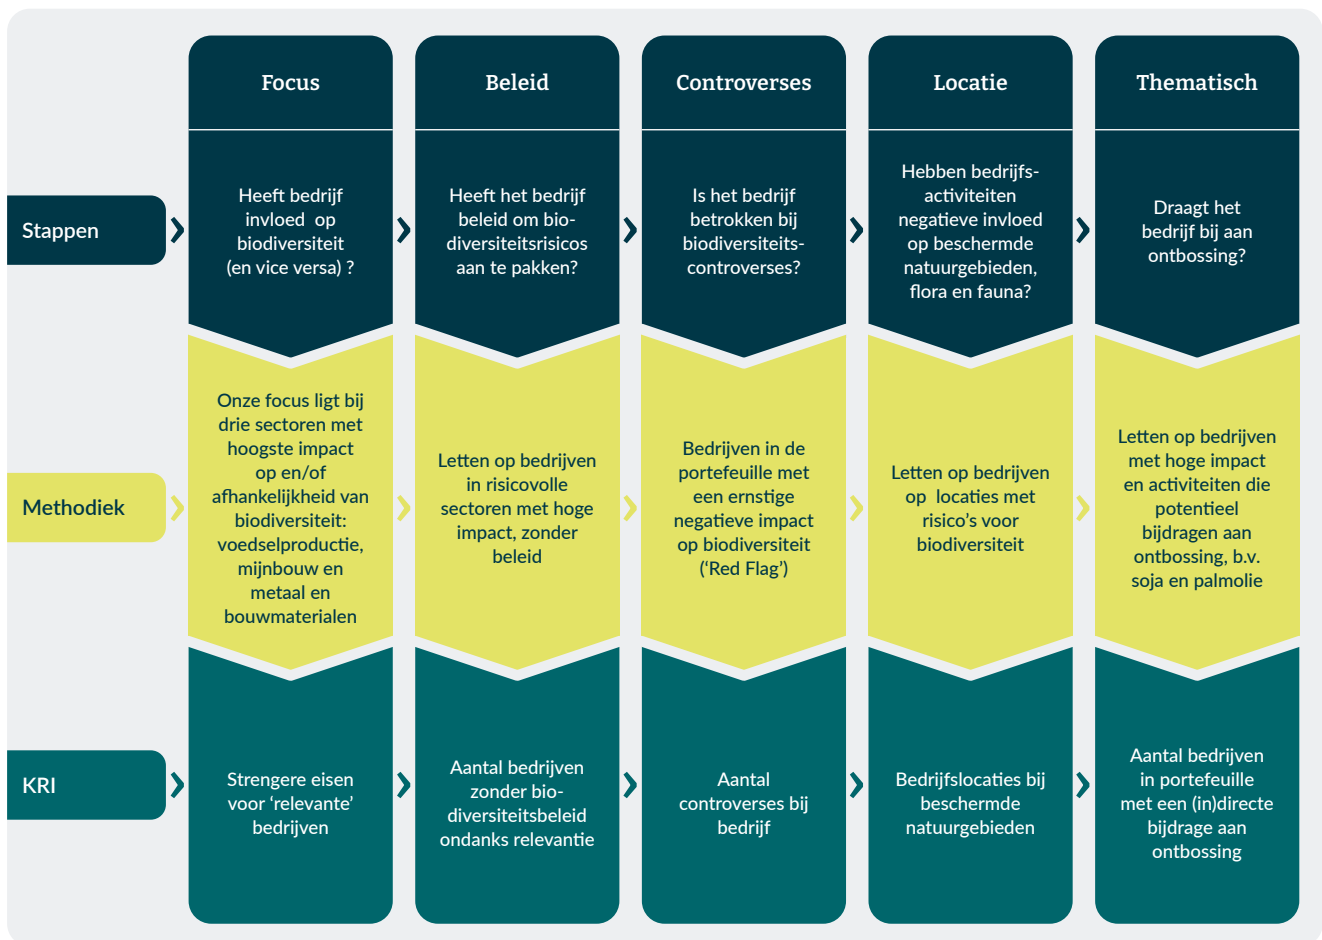 Focus
Beleid
Controverses
Locatie
Thematisch
Stappen
Heeft bedrijf
invloed  op
biodiversiteit
(en vice versa) ?
Heeft het bedrijf
beleid om bio-
diversiteitsrisicos
aan te pakken?
Is het bedrijf
betrokken bij
biodiversiteits-
controverses?
Hebben bedrijfs-
activiteiten
negatieve invloed
op beschermde
natuurgebieden,
flora en fauna?
Draagt het
bedrijf bij aan
ontbossing?
Methodiek
Onze focus ligt bij
drie sectoren met
hoogste impact
op en/of
afhankelijkheid van
biodiversiteit:
voedselproductie,
mijnbouw en
metaal en
bouwmaterialen
Letten op bedrijven
in risicovolle
sectoren met hoge
impact, zonder
beleid
Bedrijven in de
portefeuille met
een ernstige
negatieve impact
op biodiversiteit
(‘Red Flag’)
Letten op bedrijven
op  locaties met
risico’s voor
biodiversiteit
Letten op bedrijven
met hoge impact
en activiteiten die
potentieel
bijdragen aan
ontbossing, b.v.
soja en palmolie
KRI
Strengere eisen
voor ‘relevante’
bedrijven
Aantal bedrijven
zonder bio-
diversiteitsbeleid
ondanks relevantie
Aantal
controverses bij
bedrijf
Bedrijfslocaties bij
beschermde
natuurgebieden
Aantal bedrijven
in portefeuille
met een (in)directe
bijdrage aan
ontbossing